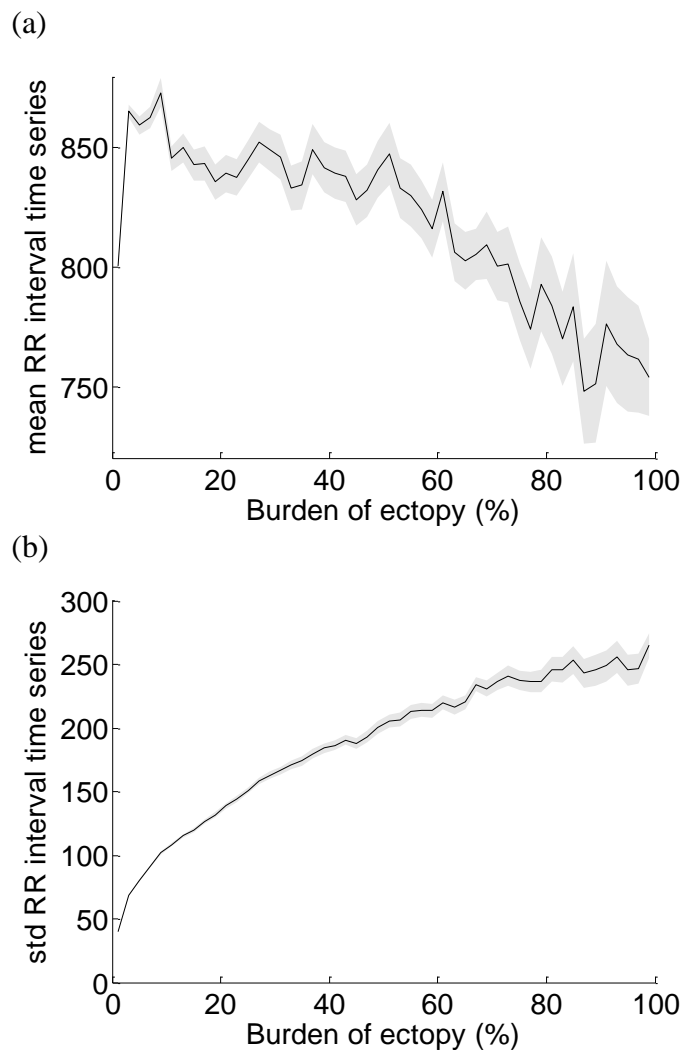 (a)
mean RR interval time series
850
800
750
0 20 40 60 80 100
Burden of ectopy (%)
(b)
std RR interval time series
300
250
200
150
100
50
0
0 20 40 60 80 100
Burden of ectopy (%)